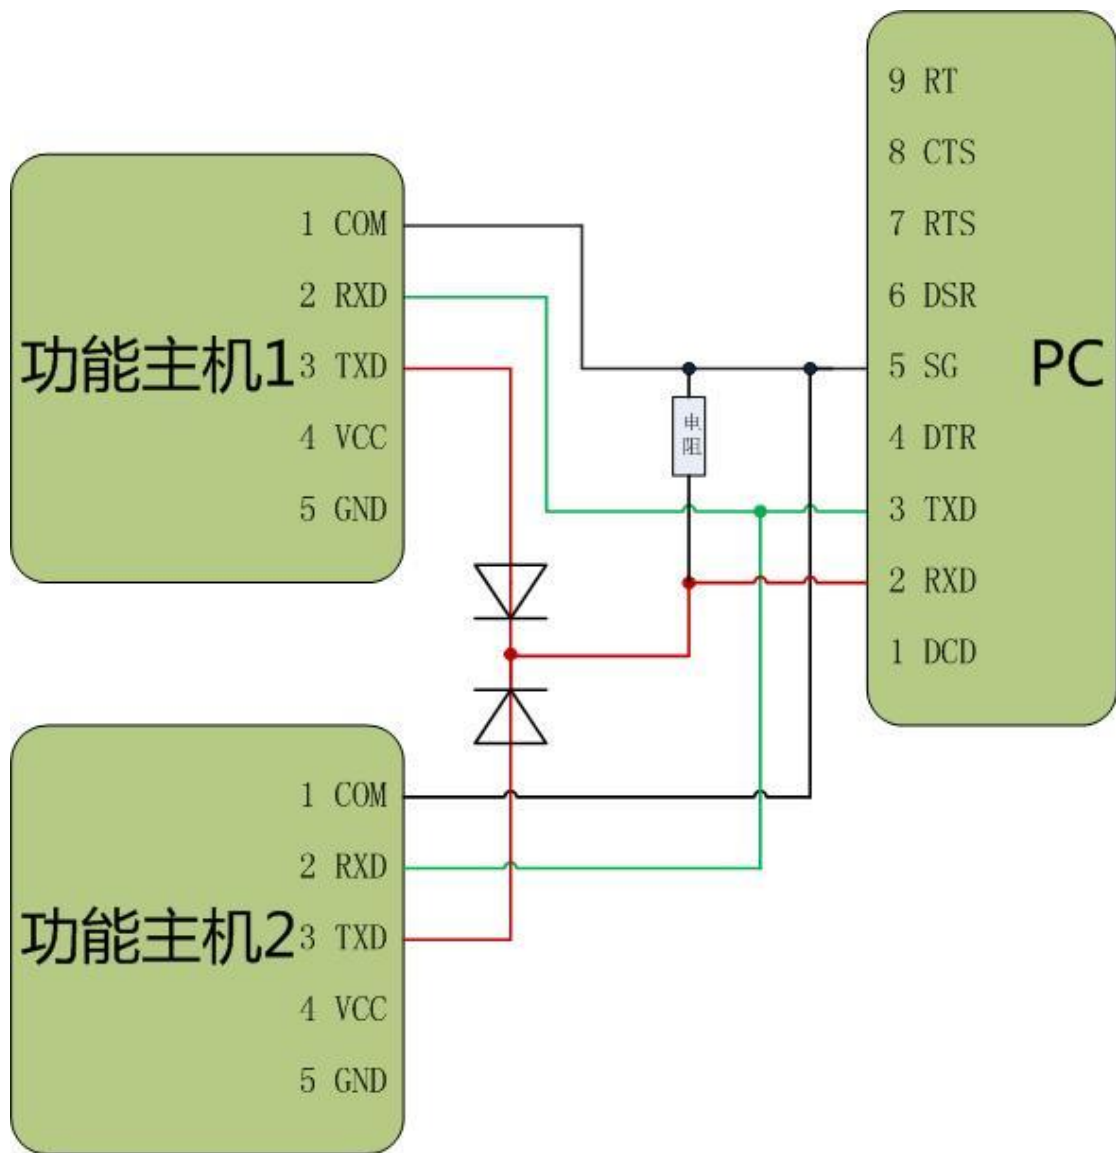 功能主机1
1 COM
2 RXD
3 TXD
4 VCC
5 GND
电阻
9 RT
8 CTS
7 RTS
6 DSR
5 SG
4 DTR
3 TXD
2 RXD
1 DCD
PC
功能主机2
1 COM
2 RXD
3 TXD
4 VCC
5 GND